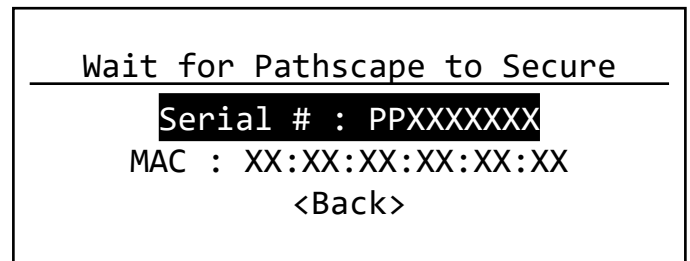 Wait for Pathscape to Secure
Serial # : PPXXXXXXX
MAC : XX:XX:XX:XX:XX:XX
<Back>